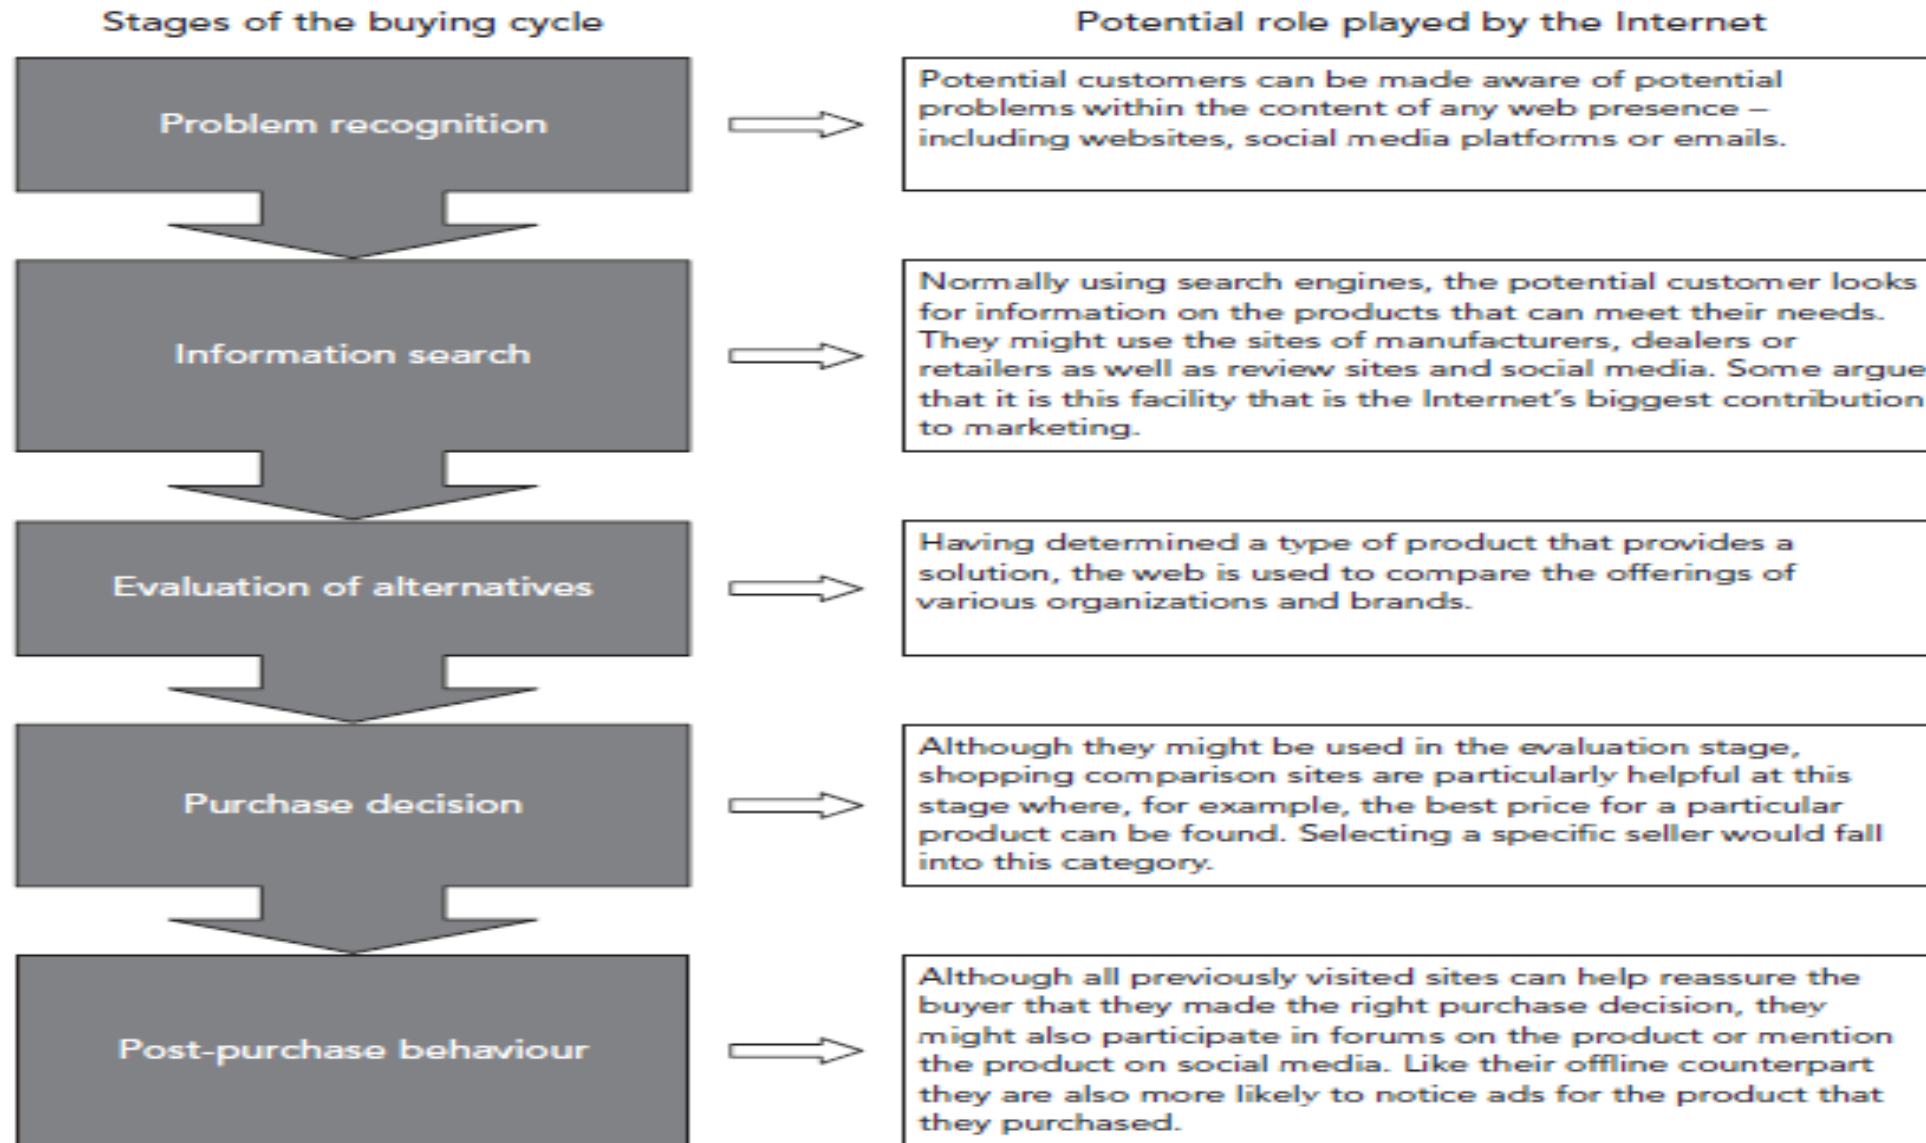 Stages of the buying cycle
Potential role played by the Internet
Problem recognition
Potential customers can be made aware of potential
problems within the content of any web presence –
including websites, social media platforms or emails.
Information search
Normally using search engines, the potential customer looks
for information on the products that can meet their needs.
They might use the sites of manufacturers, dealers or
retailers as well as review sites and social media. Some argue
that it is this facility that is the Internet's biggest contribution
to marketing.
Evaluation of alternatives
Having determined a type of product that provides a
solution, the web is used to compare the offerings of
various organizations and brands.
Purchase decision
Although they might be used in the evaluation stage,
shopping comparison sites are particularly helpful at this
stage where, for example, the best price for a particular
product can be found. Selecting a specific seller would fall
into this category.
Post-purchase behaviour
Although all previously visited sites can help reassure the
buyer that they made the right purchase decision, they
might also participate in forums on the product or mention
the product on social media. Like their offline counterpart
they are also more likely to notice ads for the product that
they purchased.